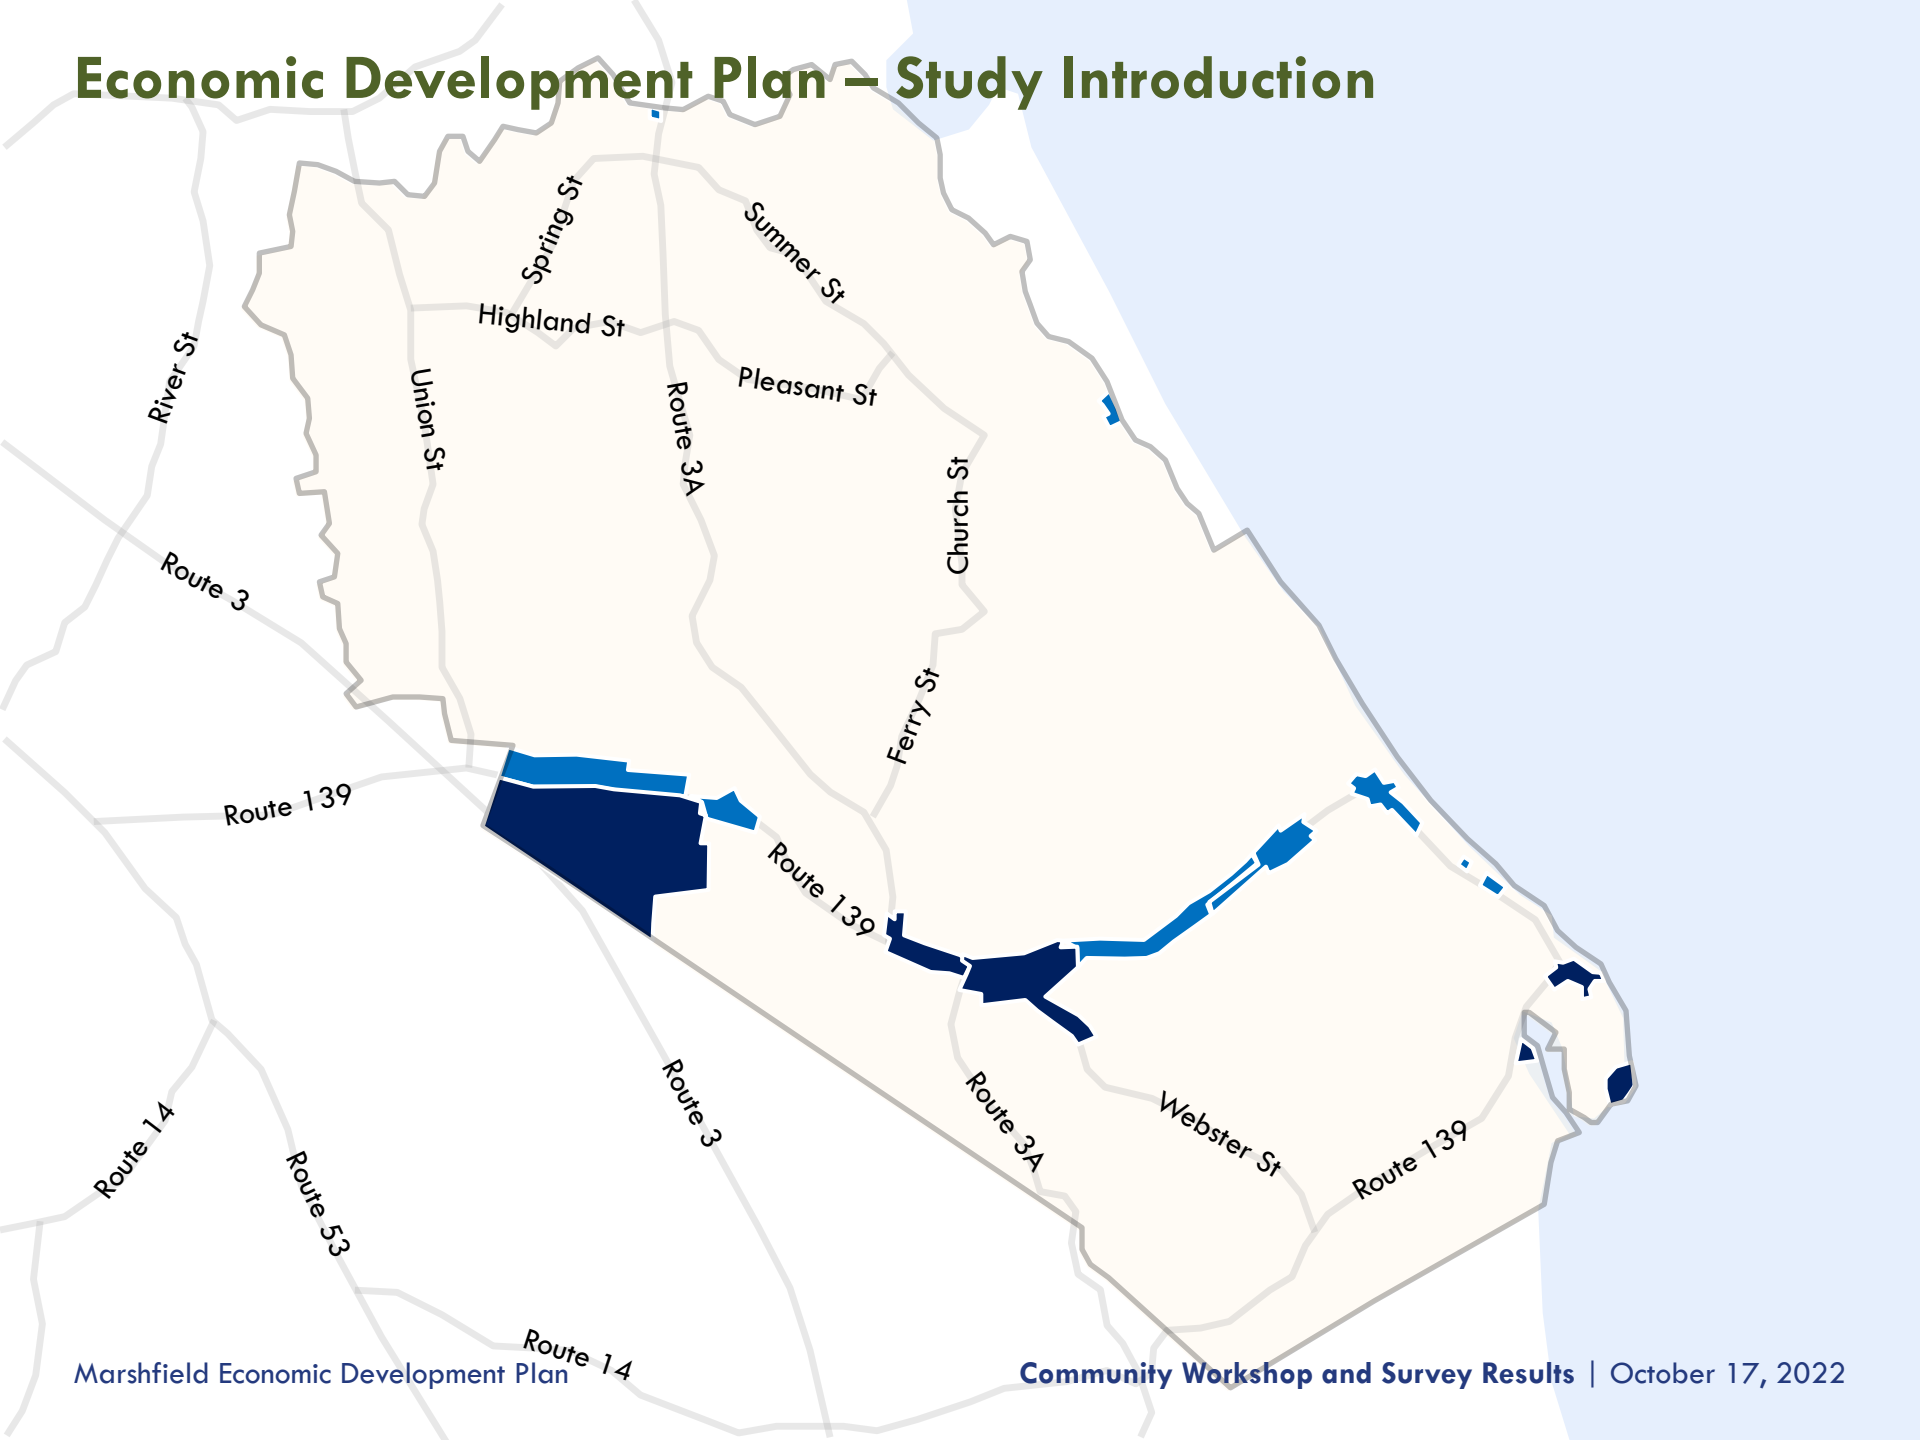 Economic Development Plan – Study Introduction
Spring St
Summer St
Highland St
River St
Union St
Route 3A
Pleasant St
Church St
Route 3
Ferry St
Route 139
Route 139
Route 3
Route 3A
Webster St
Route 139
Route 14
Route 53
Route 14
Marshfield Economic Development Plan
Community Workshop and Survey Results | October 17, 2022